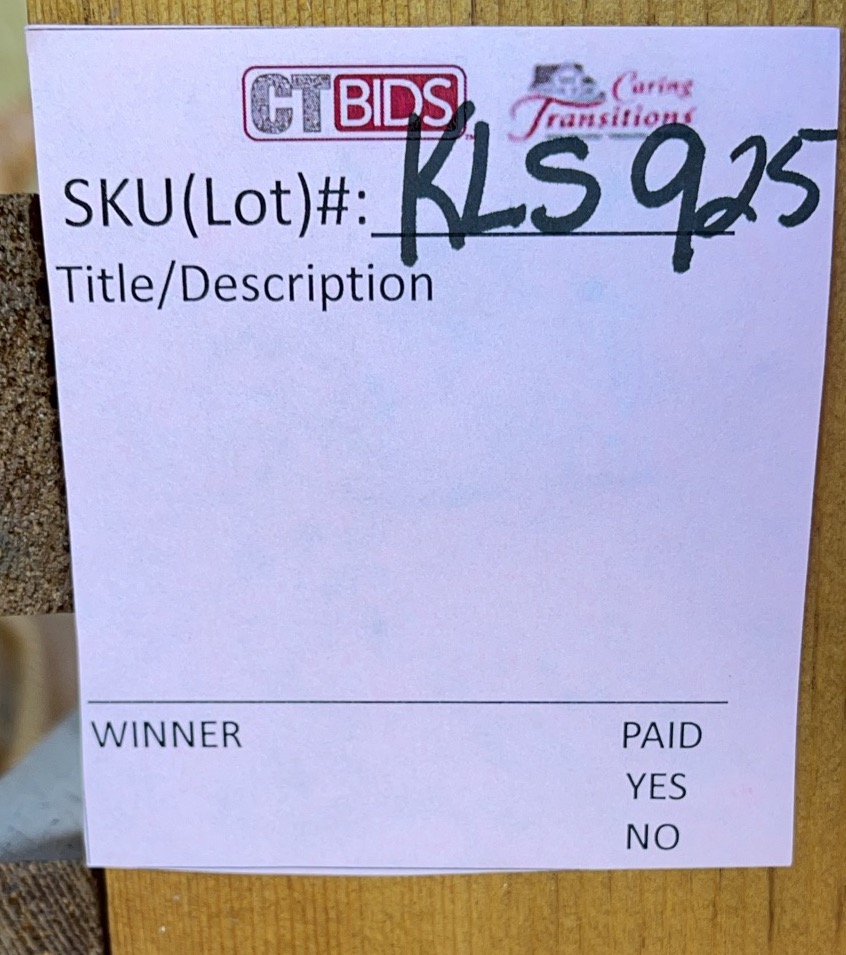 CTBIDS Caring
Transitions
SKU(Lot)#: KLS 925
Title/Description
WINNER PAID
YES
NO